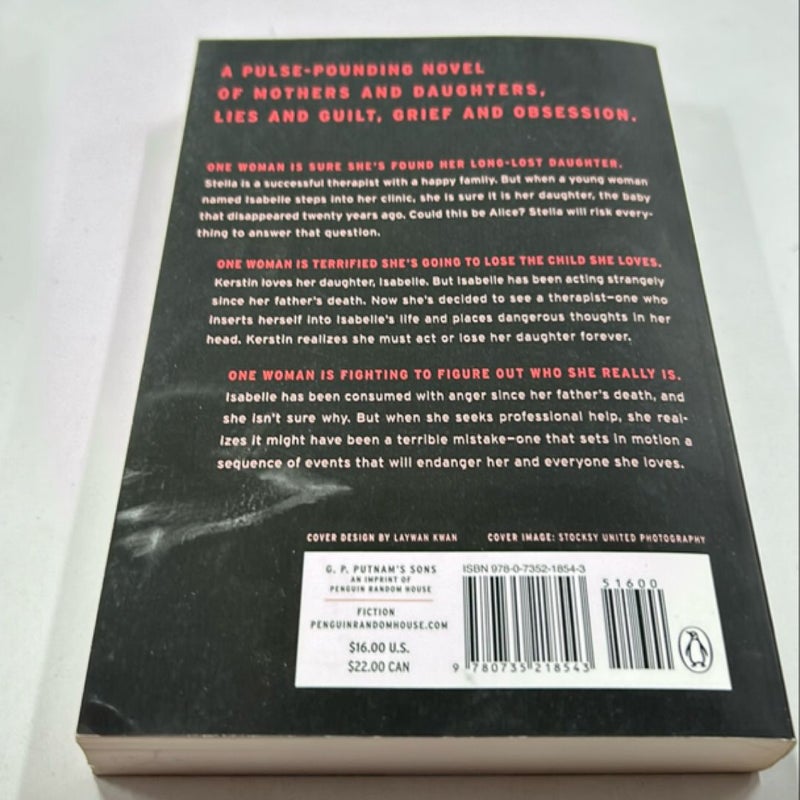 A PULSE-POUNDING NOVEL
OF MOTHERS AND DAUGHTERS,
LIES AND GUILT, GRIEF AND OBSESSION.
ONE WOMAN IS SURE SHE'S FOUND HER LONG-LOST DAUGHTER.
Stella is a successful therapist with a happy family. But when a young woman
named Isabelle steps into her clinic, she is sure it is her daughter, the baby
that disappeared twenty years ago. Could this be Alice? Stella will risk every-
thing to answer that question.
ONE WOMAN IS TERRIFIED SHE'S GOING TO LOSE THE CHILD SHE LOVES.
Kerstin loves her daughter, Isabelle. But Isabelle has been acting strangely
since her father's death. Now she's decided to see a therapist—one who
inserts herself into Isabelle's life and places dangerous thoughts in her
head. Kerstin realizes she must act or lose her daughter forever.
ONE WOMAN IS FIGHTING TO FIGURE OUT WHO SHE REALLY IS.
Isabelle has been consumed with anger since her father's death, and
she isn't sure why. But when she seeks professional help, she real-
izes it might have been a terrible mistake—one that sets in motion a
sequence of events that will endanger her and everyone she loves.
COVER DESIGN BY LAYWAN KWAN COVER IMAGE: STOCKSY UNITED PHOTOGRAPHY
G. P. PUTNAM'S SONS
AN IMPRINT OF
PENGUIN RANDOM HOUSE
FICTION
PENGUINRANDOMHOUSE.COM
$16.00 U.S.
$22.00 CAN
ISBN 978-0-7352-1854-3
51600
9 780735 218543